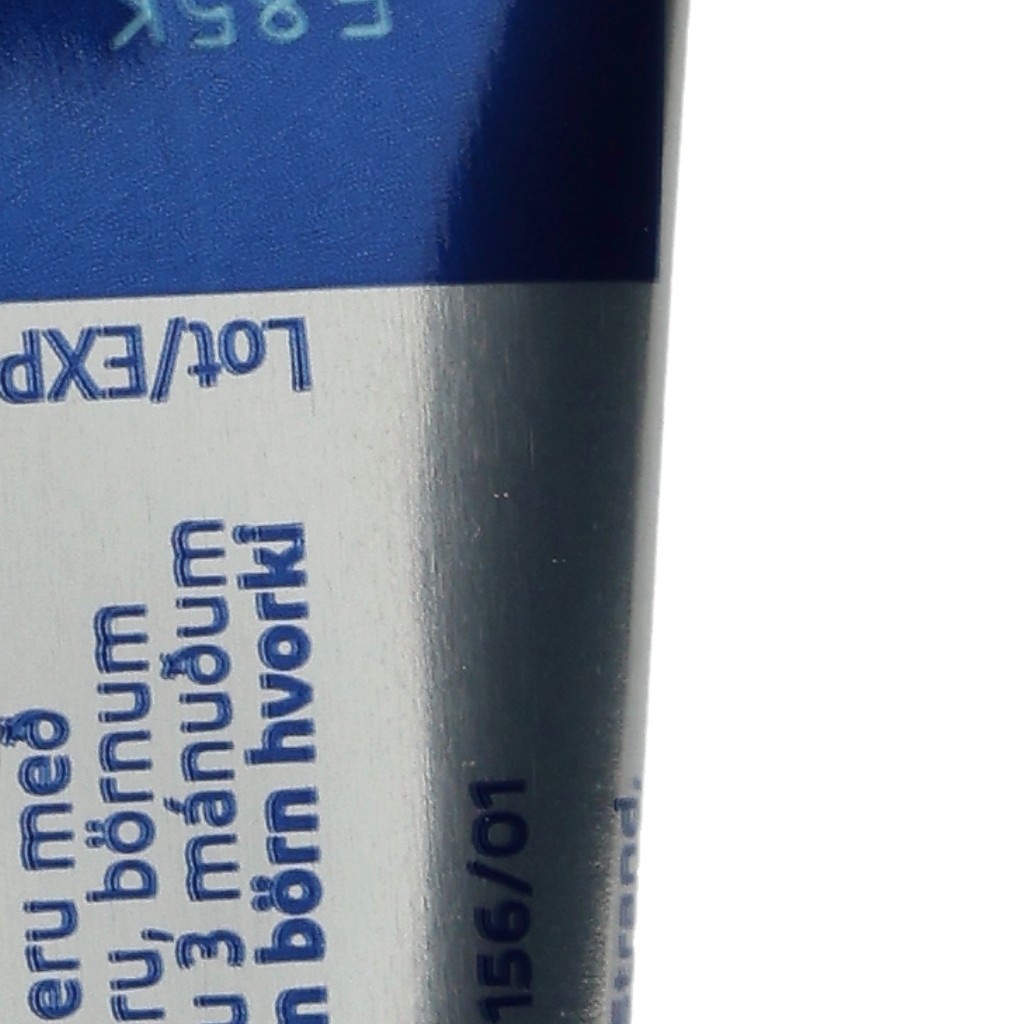 Lot/EXP
eru með
ru, börnum
u 3 mánuðum
n börn hvorki
156/01